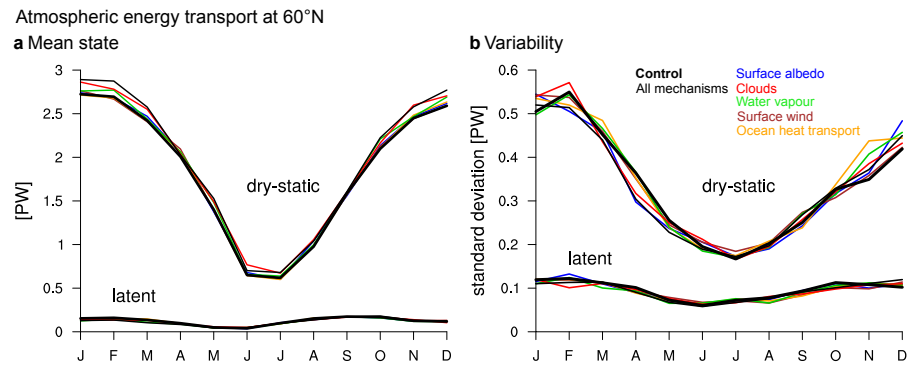 Atmospheric energy transport at 60°N
a Mean state
[PW]
3
2.5
2
1.5
1
0.5
0
dry-static
latent
J F M A M J J A S O N D
b Variability
standard deviation [PW]
0.6
0.5
0.4
0.3
0.2
0.1
0
Control
All mechanisms
Surface albedo
Clouds
Water vapour
Surface wind
Ocean heat transport
dry-static
latent
J F M A M J J A S O N D